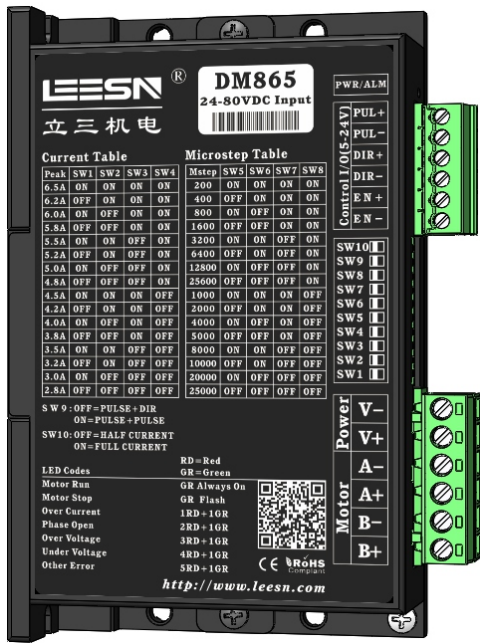 LEESN ®
立三机电
DM865
24-80VDC Input
PWR/ALM
Control I/O(5-24V)
PUL+
PUL−
DIR+
DIR−
EN+
EN−
Current Table
Peak SW1 SW2 SW3 SW4
6.5A ON ON ON ON
6.2A OFF ON ON ON
6.0A ON OFF ON ON
5.8A OFF OFF ON ON
5.5A ON ON OFF ON
5.2A OFF ON OFF ON
5.0A ON OFF OFF ON
4.8A OFF OFF OFF ON
4.5A ON ON ON OFF
4.2A OFF ON ON OFF
4.0A ON OFF ON OFF
3.8A OFF OFF ON OFF
3.5A ON ON OFF OFF
3.2A OFF ON OFF OFF
3.0A ON OFF OFF OFF
2.8A OFF OFF OFF OFF
Microstep Table
Mstep SW5 SW6 SW7 SW8
200 ON ON ON ON
400 OFF ON ON ON
800 ON OFF ON ON
1600 OFF OFF ON ON
3200 ON ON OFF ON
6400 OFF ON OFF ON
12800 ON OFF OFF ON
25600 OFF OFF OFF ON
1000 ON ON ON OFF
2000 OFF ON ON OFF
4000 ON OFF ON OFF
5000 OFF OFF ON OFF
8000 ON ON OFF OFF
10000 OFF ON OFF OFF
20000 ON OFF OFF OFF
25000 OFF OFF OFF OFF
SW10
SW9
SW8
SW7
SW6
SW5
SW4
SW3
SW2
SW1
SW9:OFF=PULSE+DIR
ON=PULSE+PULSE
SW10:OFF=HALF CURRENT
ON=FULL CURRENT
RD=Red
LED Codes GR=Green
Motor Run GR Always On
Motor Stop GR Flash
Over Current 1RD+1GR
Phase Open 2RD+1GR
Over Voltage 3RD+1GR
Under Voltage 4RD+1GR
Other Error 5RD+1GR
CE RoHS
Compliant
http://www.leesn.com
Power
V−
V+
Motor
A−
A+
B−
B+